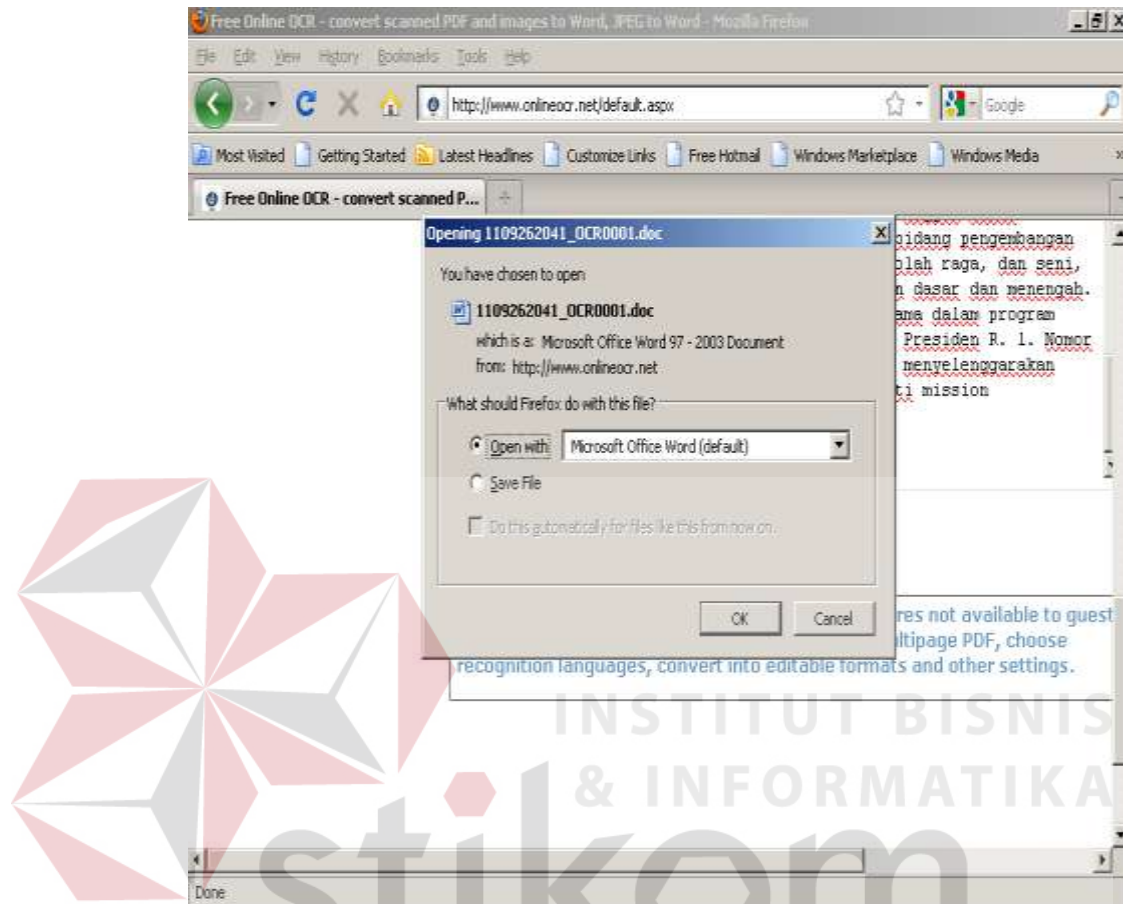 Free Online OCR - convert scanned PDF and images to Word, JPEG to Word - Mozilla Firefox
File Edit View History Bookmarks Tools Help
http://www.onlineocr.net/default.aspx
Google
Most Visited Getting Started Latest Headlines Customize Links Free Hotmail Windows Marketplace Windows Media
Free Online OCR - convert scanned P...
Opening 1109262041_OCR0001.doc
You have chosen to open
1109262041_OCR0001.doc
which is a: Microsoft Office Word 97 - 2003 Document
from: http://www.onlineocr.net
What should Firefox do with this file?
Open with Microsoft Office Word (default)
Save File
Do this automatically for files like this from now on.
OK Cancel
bidang pengembangan
olah raga, dan seni,
n dasar dan menengah.
ama dalam program
Presiden R. 1. Nomor
menyelenggarakan
ti mission
res not available to guest
ltipage PDF, choose
recognition languages, convert into editable formats and other settings.
INSTITUT BISNIS
& INFORMATIKA
stikom
Done